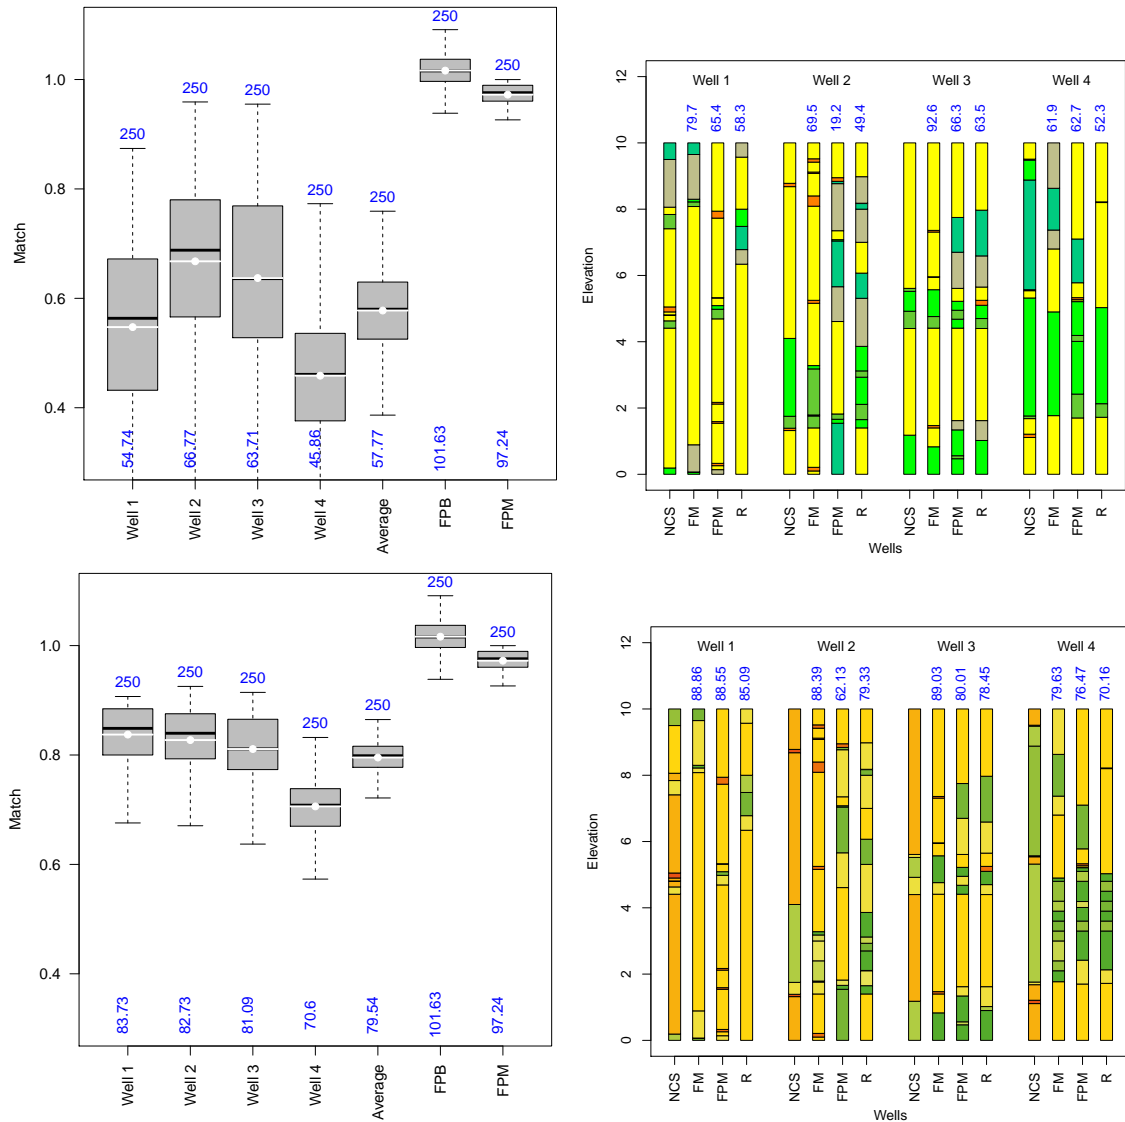 250 250
250 250 250 250 250
Match
0.4 0.6 0.8 1.0
54.74 66.77 63.71 45.86 57.77 101.63 97.24
Well 1 Well 2 Well 3 Well 4 Average FPB FPM
Well 1 Well 2 Well 3 Well 4
79.7 65.4 58.3 69.5 19.2 49.4 92.6 66.3 63.5 61.9 62.7 52.3
Elevation
0 2 4 6 8 10 12
NCS FM FPM R NCS FM FPM R NCS FM FPM R NCS FM FPM R
Wells
250 250
250 250 250 250 250
Match
0.4 0.6 0.8 1.0
83.73 82.73 81.09 70.6 79.54 101.63 97.24
Well 1 Well 2 Well 3 Well 4 Average FPB FPM
Well 1 Well 2 Well 3 Well 4
88.86 88.55 85.09 88.39 62.13 79.33 89.03 80.01 78.45 79.63 76.47 70.16
Elevation
0 2 4 6 8 10 12
NCS FM FPM R NCS FM FPM R NCS FM FPM R NCS FM FPM R
Wells